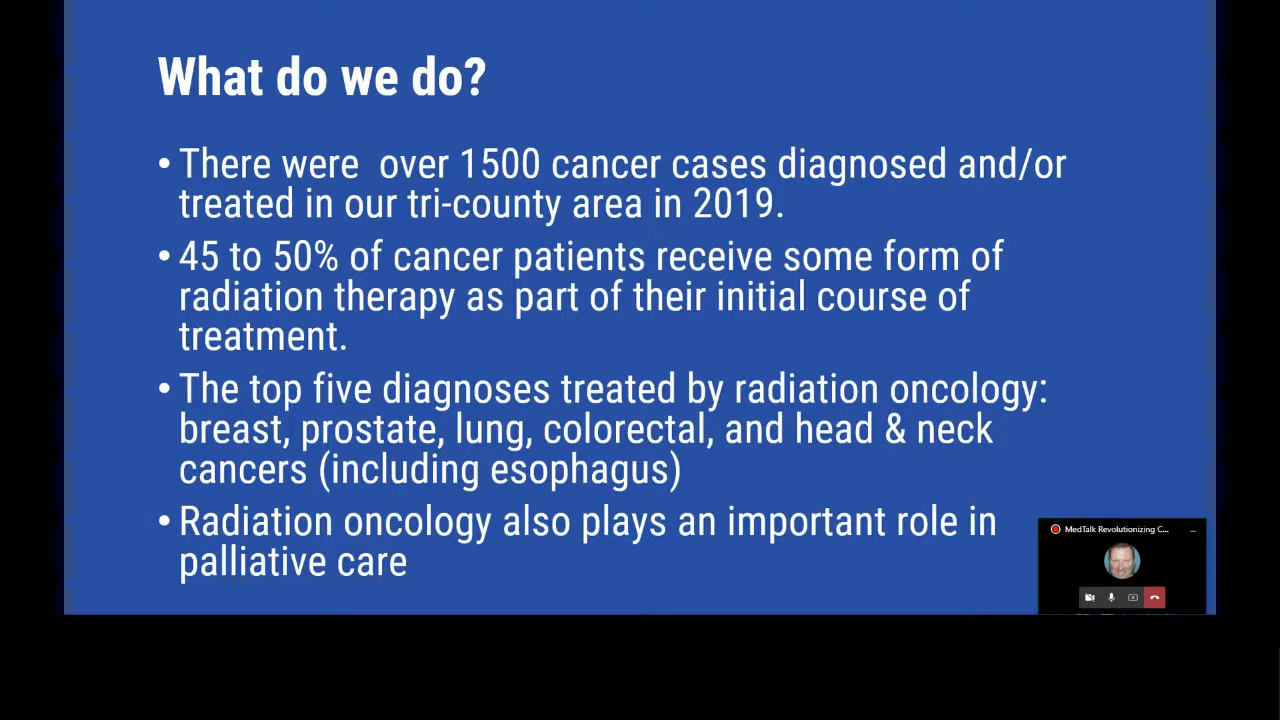 What do we do?
• There were  over 1500 cancer cases diagnosed and/or
treated in our tri-county area in 2019.
• 45 to 50% of cancer patients receive some form of
radiation therapy as part of their initial course of
treatment.
• The top five diagnoses treated by radiation oncology:
breast, prostate, lung, colorectal, and head & neck
cancers (including esophagus)
• Radiation oncology also plays an important role in
palliative care
MedTalk Revolutionizing C...